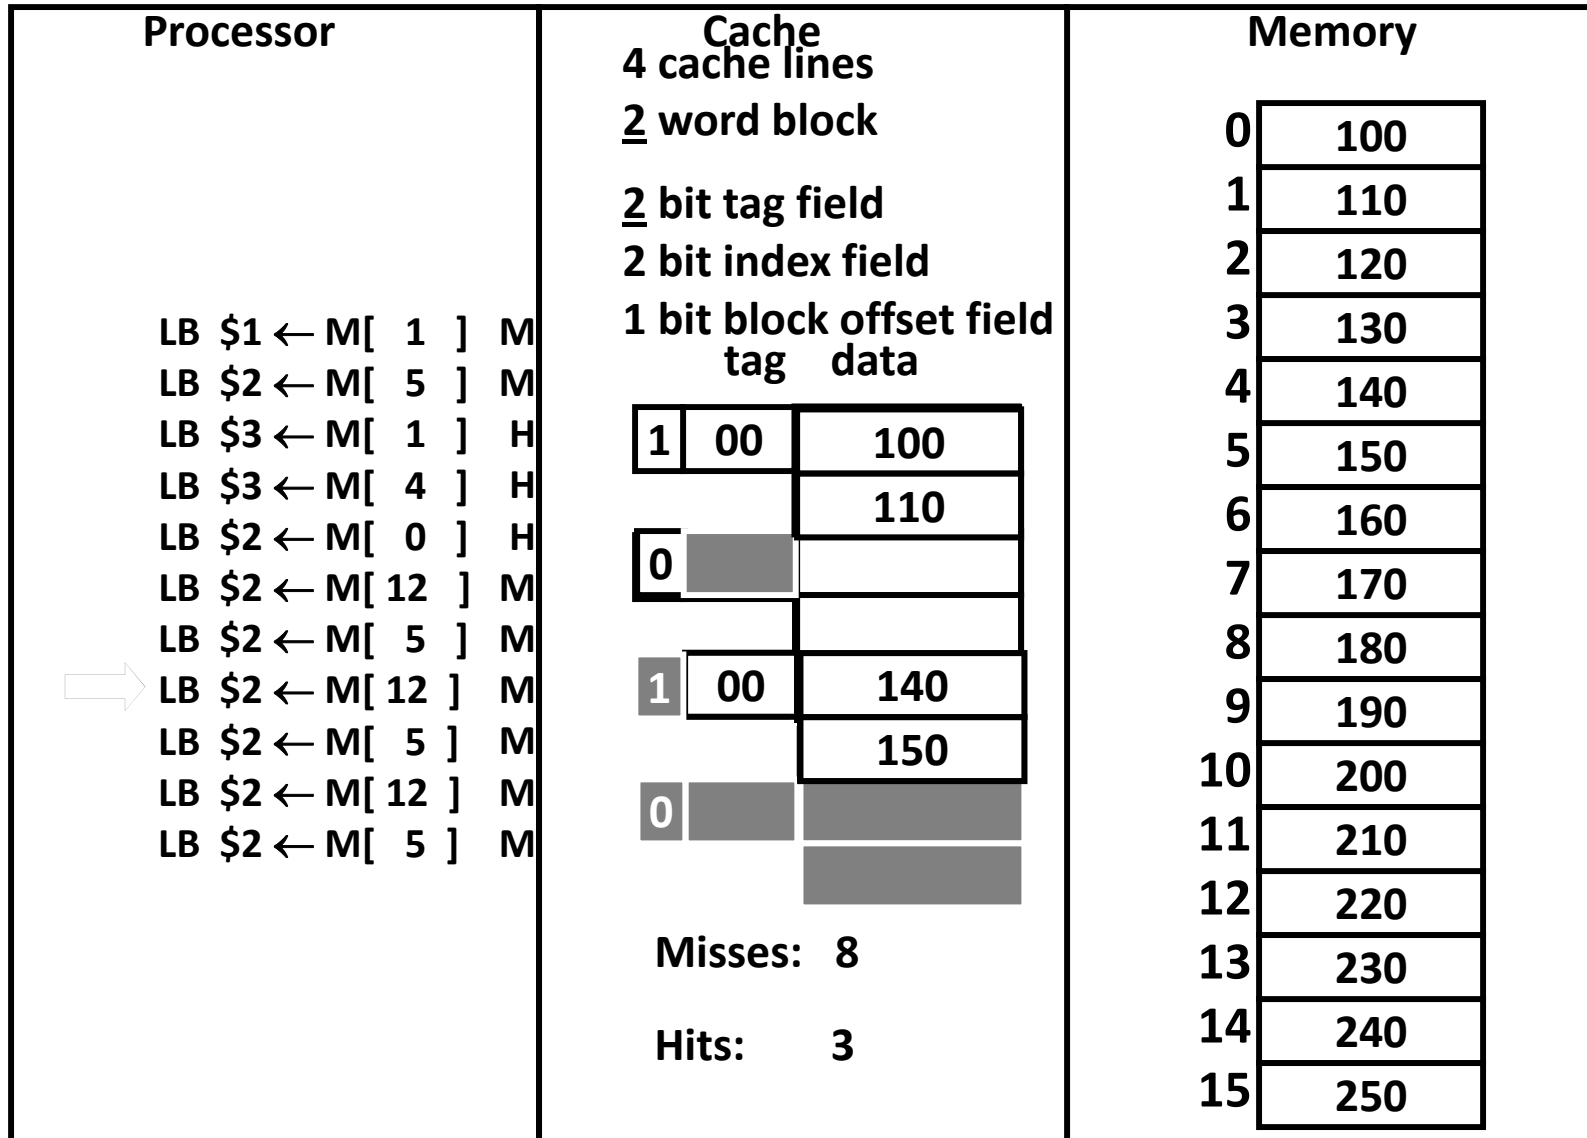 Processor
LB $1 ← M[ 1 ] M
LB $2 ← M[ 5 ] M
LB $3 ← M[ 1 ] H
LB $3 ← M[ 4 ] H
LB $2 ← M[ 0 ] H
LB $2 ← M[ 12 ] M
LB $2 ← M[ 5 ] M
LB $2 ← M[ 12 ] M
LB $2 ← M[ 5 ] M
LB $2 ← M[ 12 ] M
LB $2 ← M[ 5 ] M
Cache
4 cache lines
2 word block
2 bit tag field
2 bit index field
1 bit block offset field
tag data
1 00 100
110
0
1 00 140
150
0
Misses: 8
Hits: 3
Memory
0 100
1 110
2 120
3 130
4 140
5 150
6 160
7 170
8 180
9 190
10 200
11 210
12 220
13 230
14 240
15 250